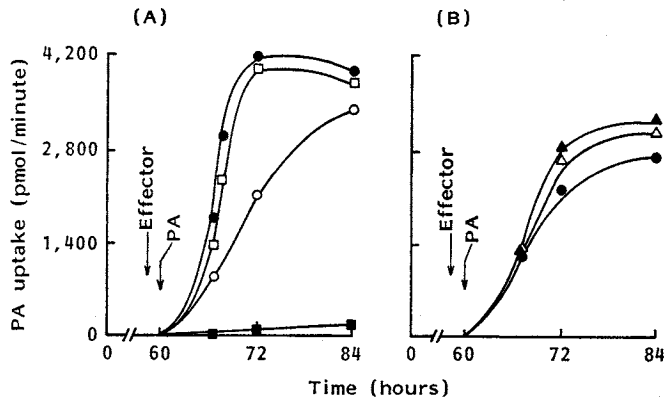 (A)
(B)
PA uptake (pmol/minute)
4,200
2,800
1,400
0
Effector
PA
Effector
PA
0
60
72
84
0
60
72
84
Time (hours)